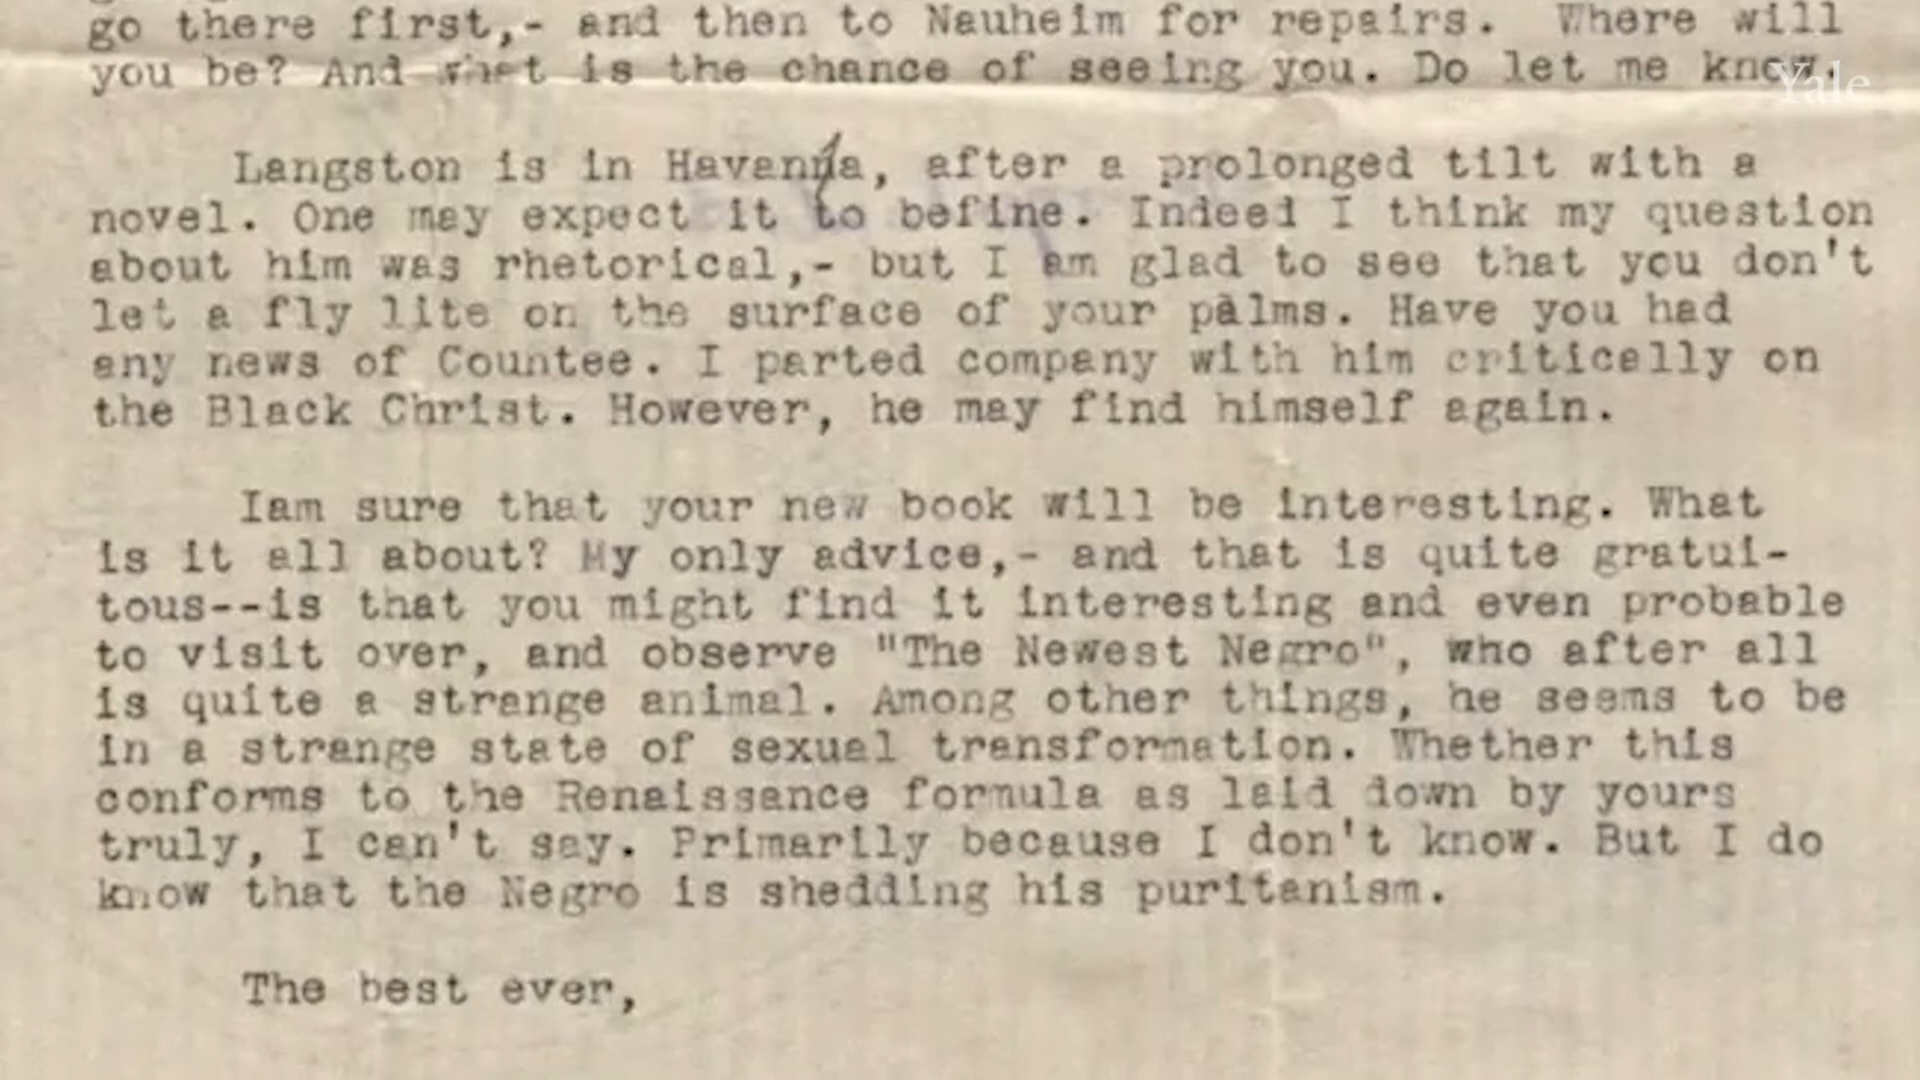 go there first,- and then to Nauheim for repairs. Where will
you be? And what is the chance of seeing you. Do let me know.
Yale
Langston is in Havanna, after a prolonged tilt with a
novel. One may expect it to befine. Indeed I think my question
about him was rhetorical,- but I am glad to see that you don't
let a fly lite on the surface of your palms. Have you had
any news of Countee. I parted company with him critically on
the Black Christ. However, he may find himself again.
Iam sure that your new book will be interesting. What
is it all about? My only advice,- and that is quite gratui-
tous--is that you might find it interesting and even probable
to visit over, and observe "The Newest Negro", who after all
is quite a strange animal. Among other things, he seems to be
in a strange state of sexual transformation. Whether this
conforms to the Renaissance formula as laid down by yours
truly, I can't say. Primarily because I don't know. But I do
know that the Negro is shedding his puritanism.
The best ever,